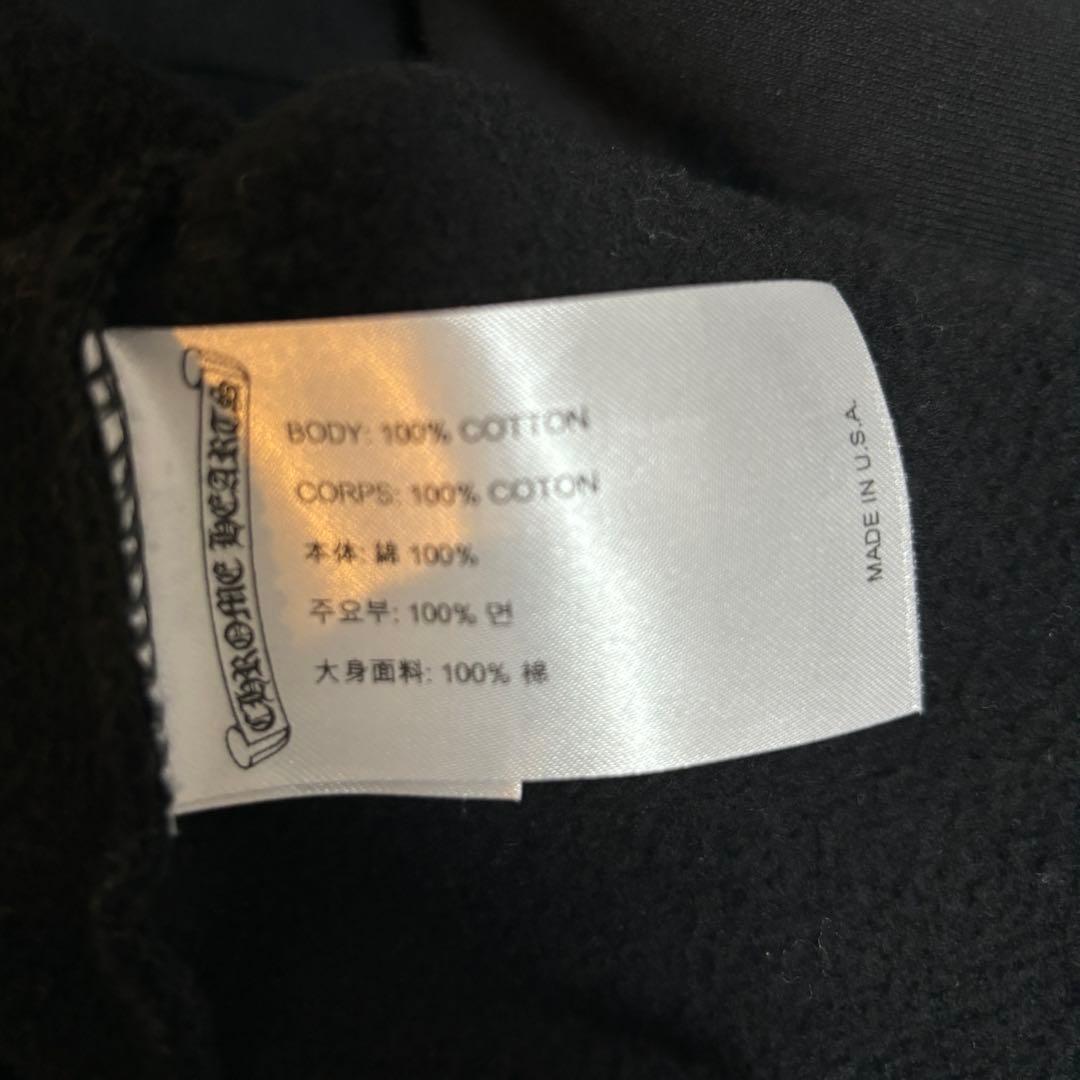 CHROME HEARTS
BODY: 100% COTTON
CORPS: 100% COTON
本体: 綿 100%
주요부: 100% 면
大身面料: 100% 棉
MADE IN U.S.A.